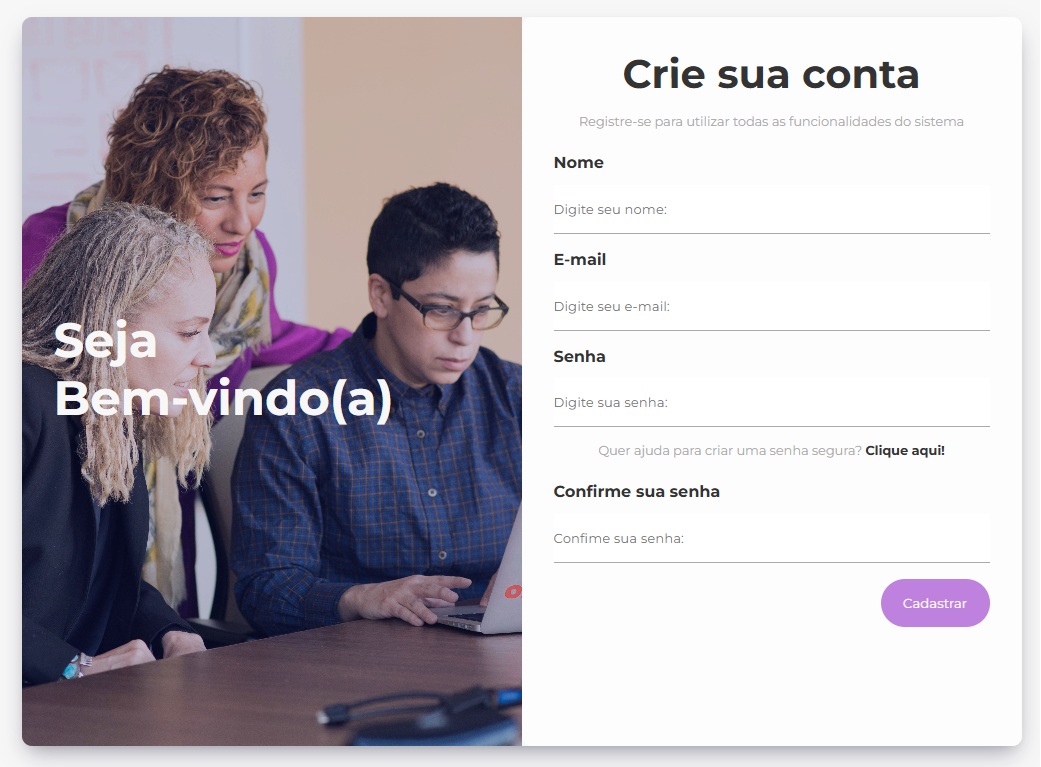 Seja
Bem-vindo(a)
Crie sua conta
Registre-se para utilizar todas as funcionalidades do sistema
Nome
Digite seu nome:
E-mail
Digite seu e-mail:
Senha
Digite sua senha:
Quer ajuda para criar uma senha segura? Clique aqui!
Confirme sua senha
Confime sua senha:
Cadastrar